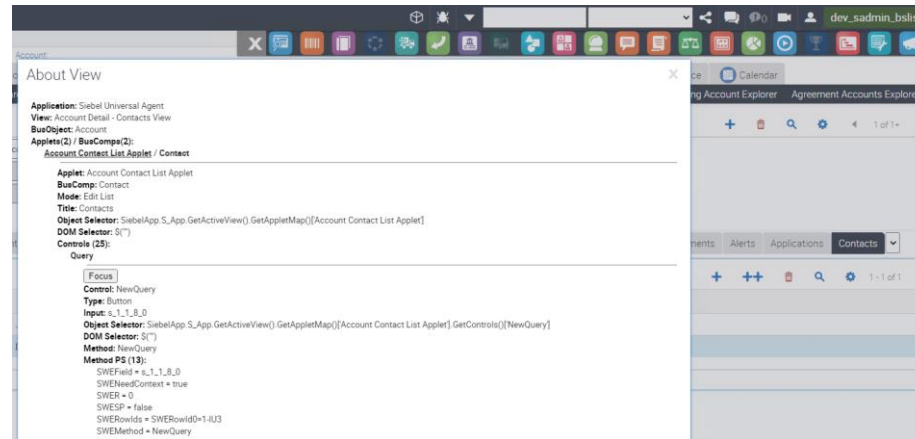 dev_sadmin_bslis
Account:
About View
X
ce
Calendar
ng Account Explorer
Agreement Accounts Explore
Application: Siebel Universal Agent
View: Account Detail - Contacts View
BusObject: Account
Applets(2) / BusComps(2):
Account Contact List Applet / Contact
1 of 1+
Applet: Account Contact List Applet
BusComp: Contact
Mode: Edit List
Title: Contacts
Object Selector: SiebelApp.S_App.GetActiveView().GetAppletMap()['Account Contact List Applet']
DOM Selector: $("")
Controls (25):
Query
ments
Alerts
Applications
Contacts
Focus
1 - 1 of 1
Control: NewQuery
Type: Button
Input: s_1_1_8_0
Object Selector: SiebelApp.S_App.GetActiveView().GetAppletMap()['Account Contact List Applet'].GetControls()['NewQuery']
DOM Selector: $("")
Method: NewQuery
Method PS (13):
SWEField = s_1_1_8_0
SWENeedContext = true
SWER = 0
SWESP = false
SWERowIds = SWERowId0=1-IU3
SWEMethod = NewQuery